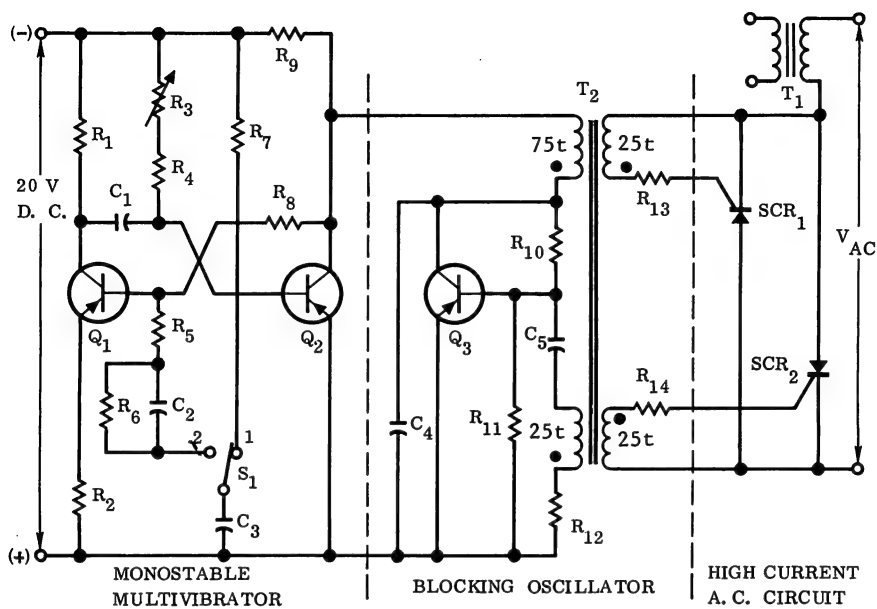 (-)
R9
T2
T1
R1
R3
R4
R7
75t
25t
20 V
D. C.
C1
R8
R13
SCR1
R10
VAC
Q1
R5
Q2
Q3
C5
R14
SCR2
R6
C2
2
1
S1
C4
R11
25t
25t
R2
C3
R12
(+)
MONOSTABLE
MULTIVIBRATOR
BLOCKING OSCILLATOR
HIGH CURRENT
A. C. CIRCUIT